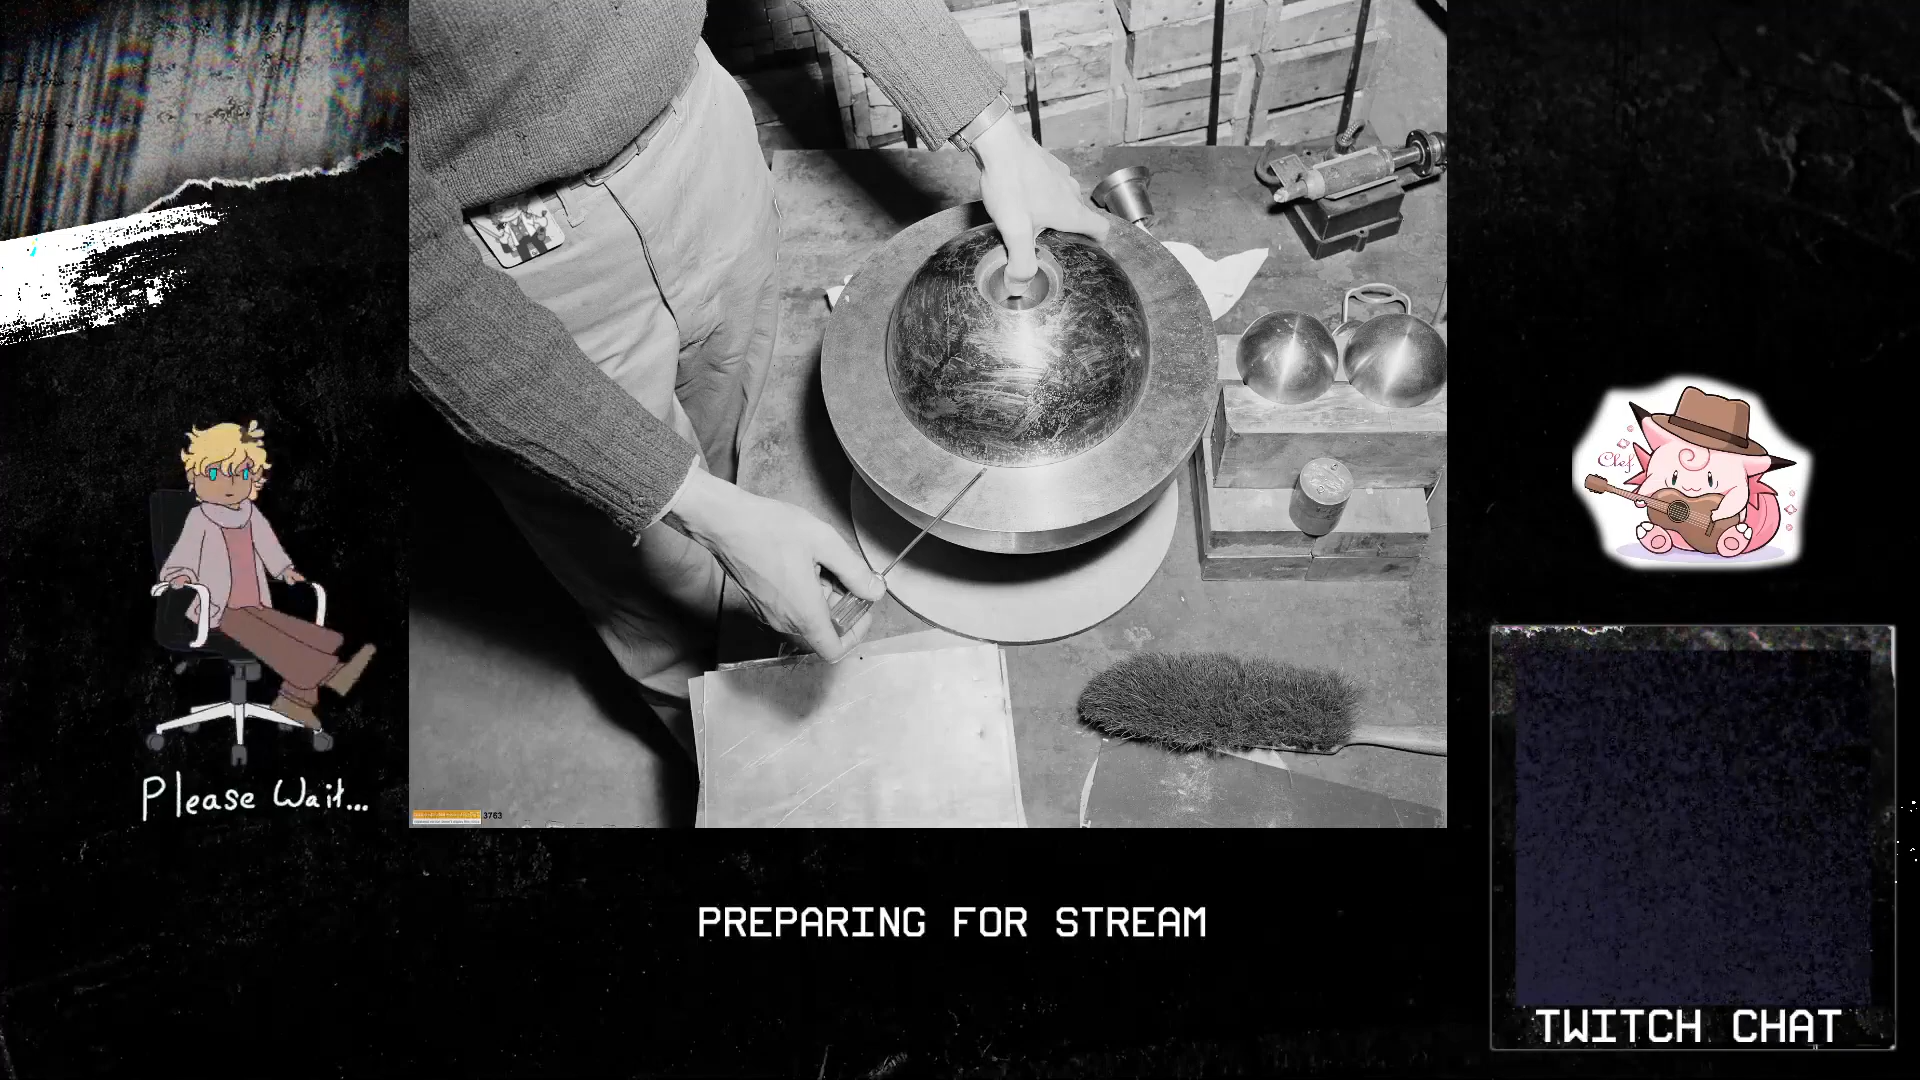 Clef.
Please Wait...
3763
PREPARING FOR STREAM
TWITCH CHAT